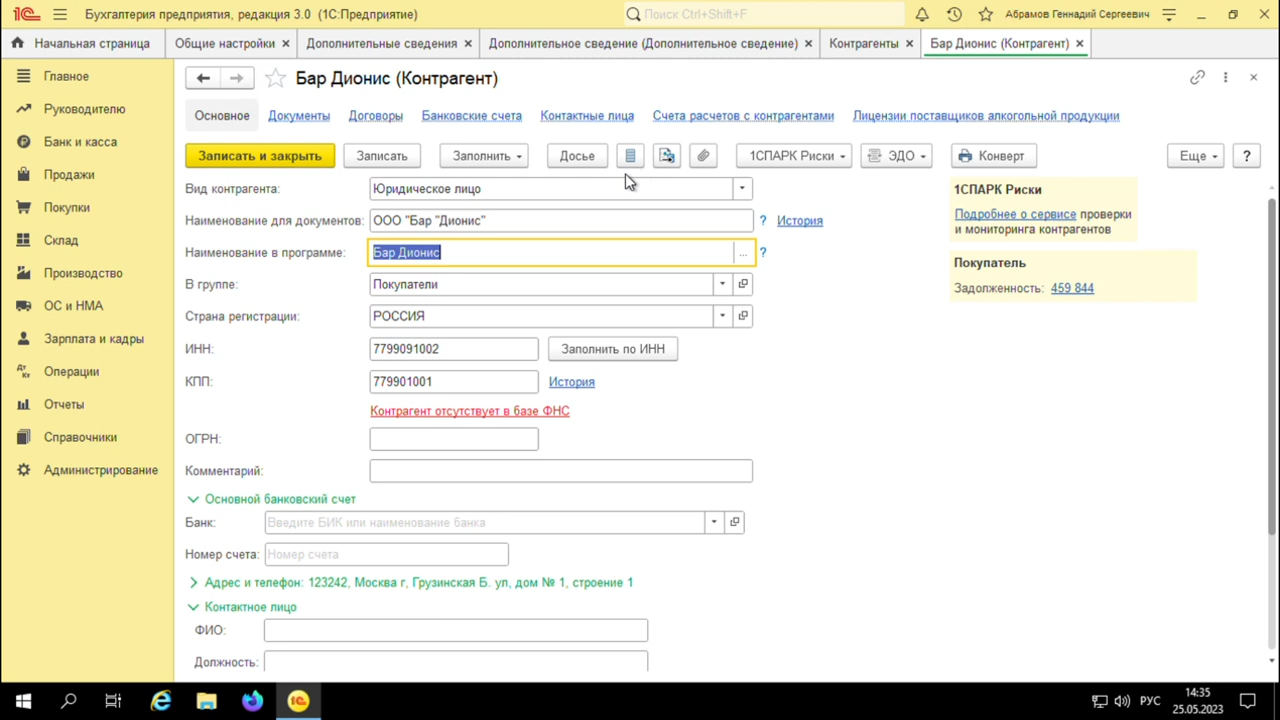 Бухгалтерия предприятия, редакция 3.0 (1С:Предприятие)
Поиск Ctrl+Shift+F
Абрамов Геннадий Сергеевич
Начальная страница
Общие настройки
Дополнительные сведения
Дополнительное сведение (Дополнительное сведение)
Контрагенты
Бар Дионис (Контрагент)
Главное
Руководителю
Банк и касса
Продажи
Покупки
Склад
Производство
ОС и НМА
Зарплата и кадры
Операции
Отчеты
Справочники
Администрирование
Бар Дионис (Контрагент)
Основное Документы Договоры Банковские счета Контактные лица Счета расчетов с контрагентами Лицензии поставщиков алкогольной продукции
Записать и закрыть Записать Заполнить Досье 1СПАРК Риски ЭДО Конверт Еще ?
Вид контрагента: Юридическое лицо
Наименование для документов: ООО "Бар "Дионис" ? История
Наименование в программе: Бар Дионис ... ?
В группе: Покупатели
Страна регистрации: РОССИЯ
ИНН: 7799091002 Заполнить по ИНН
КПП: 779901001 История
Контрагент отсутствует в базе ФНС
ОГРН:
Комментарий:
Основной банковский счет
Банк: Введите БИК или наименование банка
Номер счета: Номер счета
Адрес и телефон: 123242, Москва г, Грузинская Б. ул, дом № 1, строение 1
Контактное лицо
ФИО:
Должность:
1СПАРК Риски
Подробнее о сервисе проверки
и мониторинга контрагентов
Покупатель
Задолженность: 459 844
РУС
14:35
25.05.2023